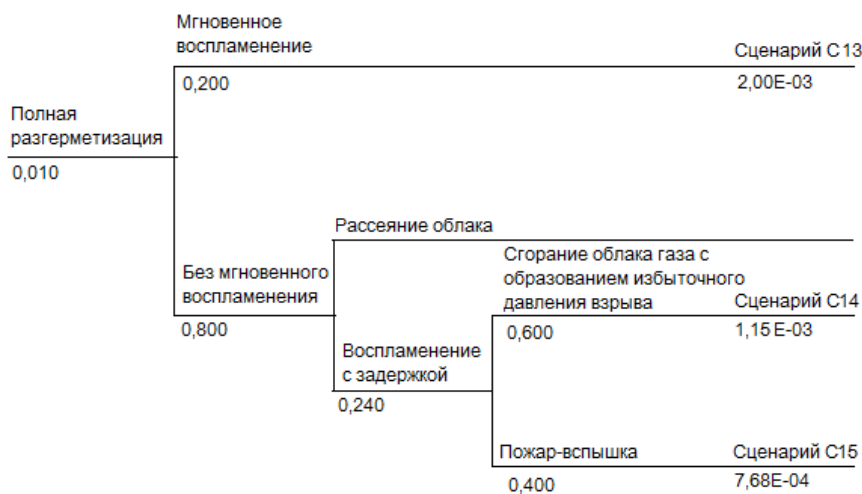 Мгновенное
воспламенение
Сценарий С13
0,200
2,00E-03
Полная
разгерметизация
0,010
Рассеяние облака
Без мгновенного
воспламенения
0,800
Сгорание облака газа с
образованием избыточного
давления взрыва
Сценарий С14
0,600
1,15 E-03
Воспламенение
с задержкой
0,240
Пожар-вспышка
Сценарий С15
0,400
7,68E-04